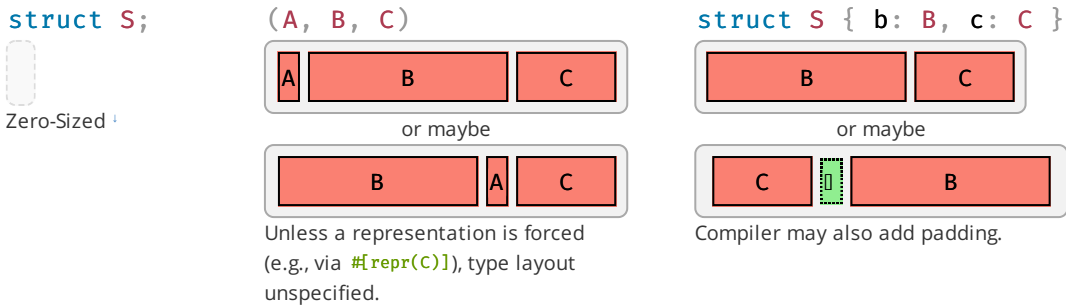 struct S;
Zero-Sized ↓
(A, B, C)
A B C
or maybe
B A C
Unless a representation is forced
(e.g., via #[repr(C)]), type layout
unspecified.
struct S { b: B, c: C }
B C
or maybe
C B
Compiler may also add padding.